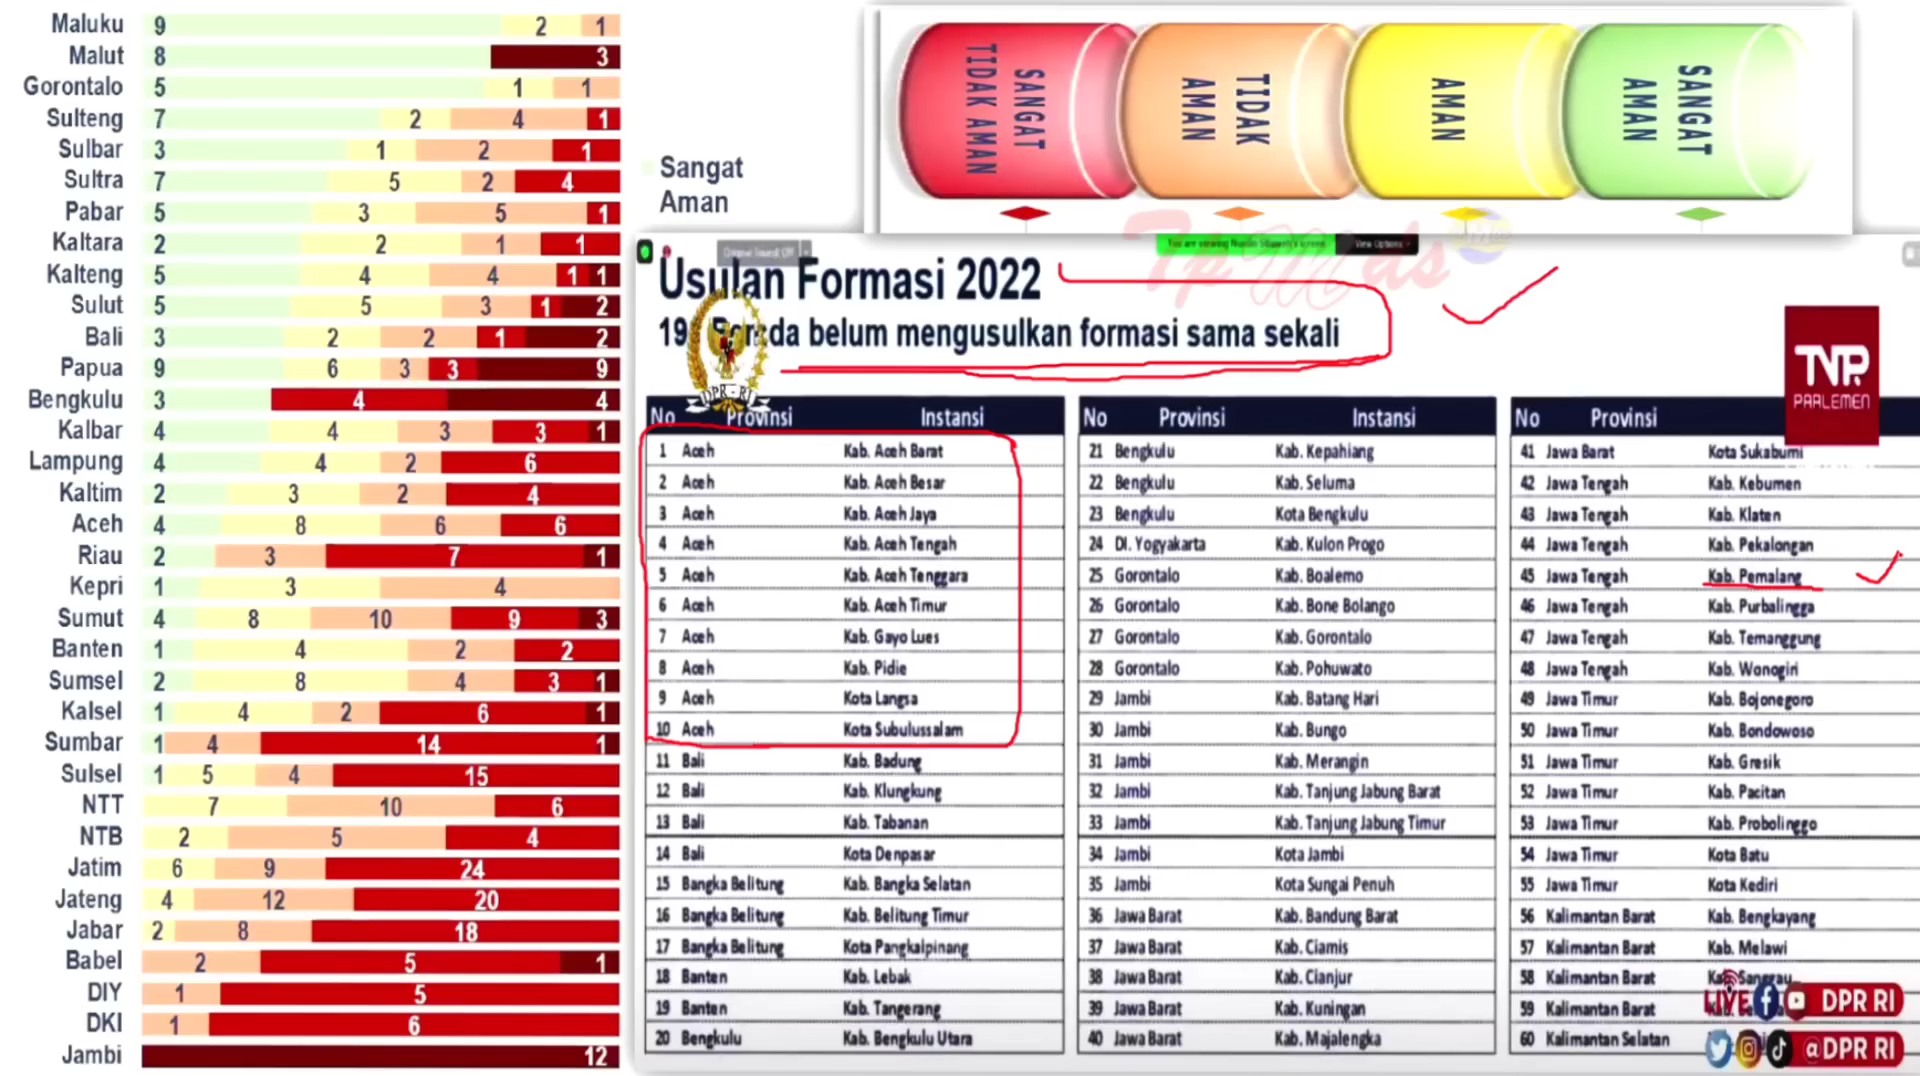 Maluku 9 2 1
Malut 8 3
Gorontalo 5 1 1
Sulteng 7 2 4 1
Sulbar 3 1 2 1
Sultra 7 5 2 4
Pabar 5 3 5 1
Kaltara 2 2 1 1
Kalteng 5 4 4 1 1
Sulut 5 5 3 1 2
Bali 3 2 2 1 2
Papua 9 6 3 3 9
Bengkulu 3 4 4
Kalbar 4 4 3 3 1
Lampung 4 4 2 6
Kaltim 2 3 2 4
Aceh 4 8 6 6
Riau 2 3 7 1
Kepri 1 3 4
Sumut 4 8 10 9 3
Banten 1 4 2 2
Sumsel 2 8 4 3 1
Kalsel 1 4 2 6 1
Sumbar 1 4 14 1
Sulsel 1 5 4 15
NTT 7 10 6
NTB 2 5 4
Jatim 6 9 24
Jateng 4 12 20
Jabar 2 8 18
Babel 2 5 1
DIY 1 5
DKI 1 6
Jambi 12
Sangat
Aman
SANGAT
TIDAK AMAN
TIDAK
AMAN
AMAN
SANGAT
AMAN
TpMds
You are viewing screen View Options
Usulan Formasi 2022
19 belum mengusulkan formasi sama sekali
DPR-RI
TVR
PARLEMEN
No Provinsi Instansi
1 Aceh Kab. Aceh Barat
2 Aceh Kab. Aceh Besar
3 Aceh Kab. Aceh Jaya
4 Aceh Kab. Aceh Tengah
5 Aceh Kab. Aceh Tenggara
6 Aceh Kab. Aceh Timur
7 Aceh Kab. Gayo Lues
8 Aceh Kab. Pidie
9 Aceh Kota Langsa
10 Aceh Kota Subulussalam
11 Bali Kab. Badung
12 Bali Kab. Klungkung
13 Bali Kab. Tabanan
14 Bali Kota Denpasar
15 Bangka Belitung Kab. Bangka Selatan
16 Bangka Belitung Kab. Belitung Timur
17 Bangka Belitung Kota Pangkalpinang
18 Banten Kab. Lebak
19 Banten Kab. Tangerang
20 Bengkulu Kab. Bengkulu Utara
No Provinsi Instansi
21 Bengkulu Kab. Kepahiang
22 Bengkulu Kab. Seluma
23 Bengkulu Kota Bengkulu
24 DI. Yogyakarta Kab. Kulon Progo
25 Gorontalo Kab. Boalemo
26 Gorontalo Kab. Bone Bolango
27 Gorontalo Kab. Gorontalo
28 Gorontalo Kab. Pohuwato
29 Jambi Kab. Batang Hari
30 Jambi Kab. Bungo
31 Jambi Kab. Merangin
32 Jambi Kab. Tanjung Jabung Barat
33 Jambi Kab. Tanjung Jabung Timur
34 Jambi Kota Jambi
35 Jambi Kota Sungai Penuh
36 Jawa Barat Kab. Bandung Barat
37 Jawa Barat Kab. Ciamis
38 Jawa Barat Kab. Cianjur
39 Jawa Barat Kab. Kuningan
40 Jawa Barat Kab. Majalengka
No Provinsi
41 Jawa Barat Kota Sukabumi
42 Jawa Tengah Kab. Kebumen
43 Jawa Tengah Kab. Klaten
44 Jawa Tengah Kab. Pekalongan
45 Jawa Tengah Kab. Pemalang
46 Jawa Tengah Kab. Purbalingga
47 Jawa Tengah Kab. Temanggung
48 Jawa Tengah Kab. Wonogiri
49 Jawa Timur Kab. Bojonegoro
50 Jawa Timur Kab. Bondowoso
51 Jawa Timur Kab. Gresik
52 Jawa Timur Kab. Pacitan
53 Jawa Timur Kab. Probolinggo
54 Jawa Timur Kota Batu
55 Jawa Timur Kota Kediri
56 Kalimantan Barat Kab. Bengkayang
57 Kalimantan Barat Kab. Melawi
58 Kalimantan Barat Kab. Sanggau
59 Kalimantan Barat
60 Kalimantan Selatan
LIVE DPR RI
@DPR RI